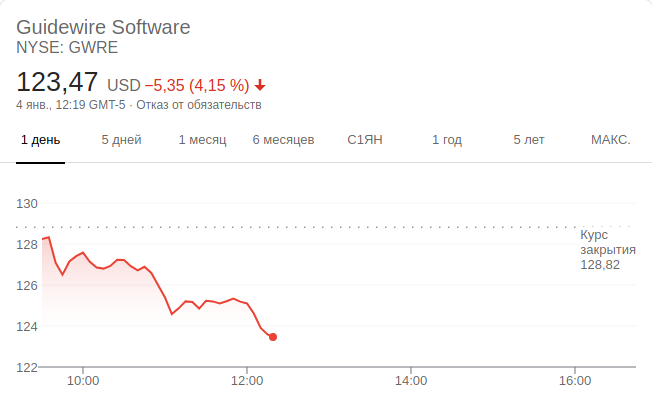 Guidewire Software
NYSE: GWRE
123,47 USD −5,35 (4,15 %)
4 янв., 12:19 GMT-5 · Отказ от обязательств
1 день 5 дней 1 месяц 6 месяцев С1ЯН 1 год 5 лет МАКС.
130
128
126
124
122
Курс
закрытия
128,82
10:00 12:00 14:00 16:00